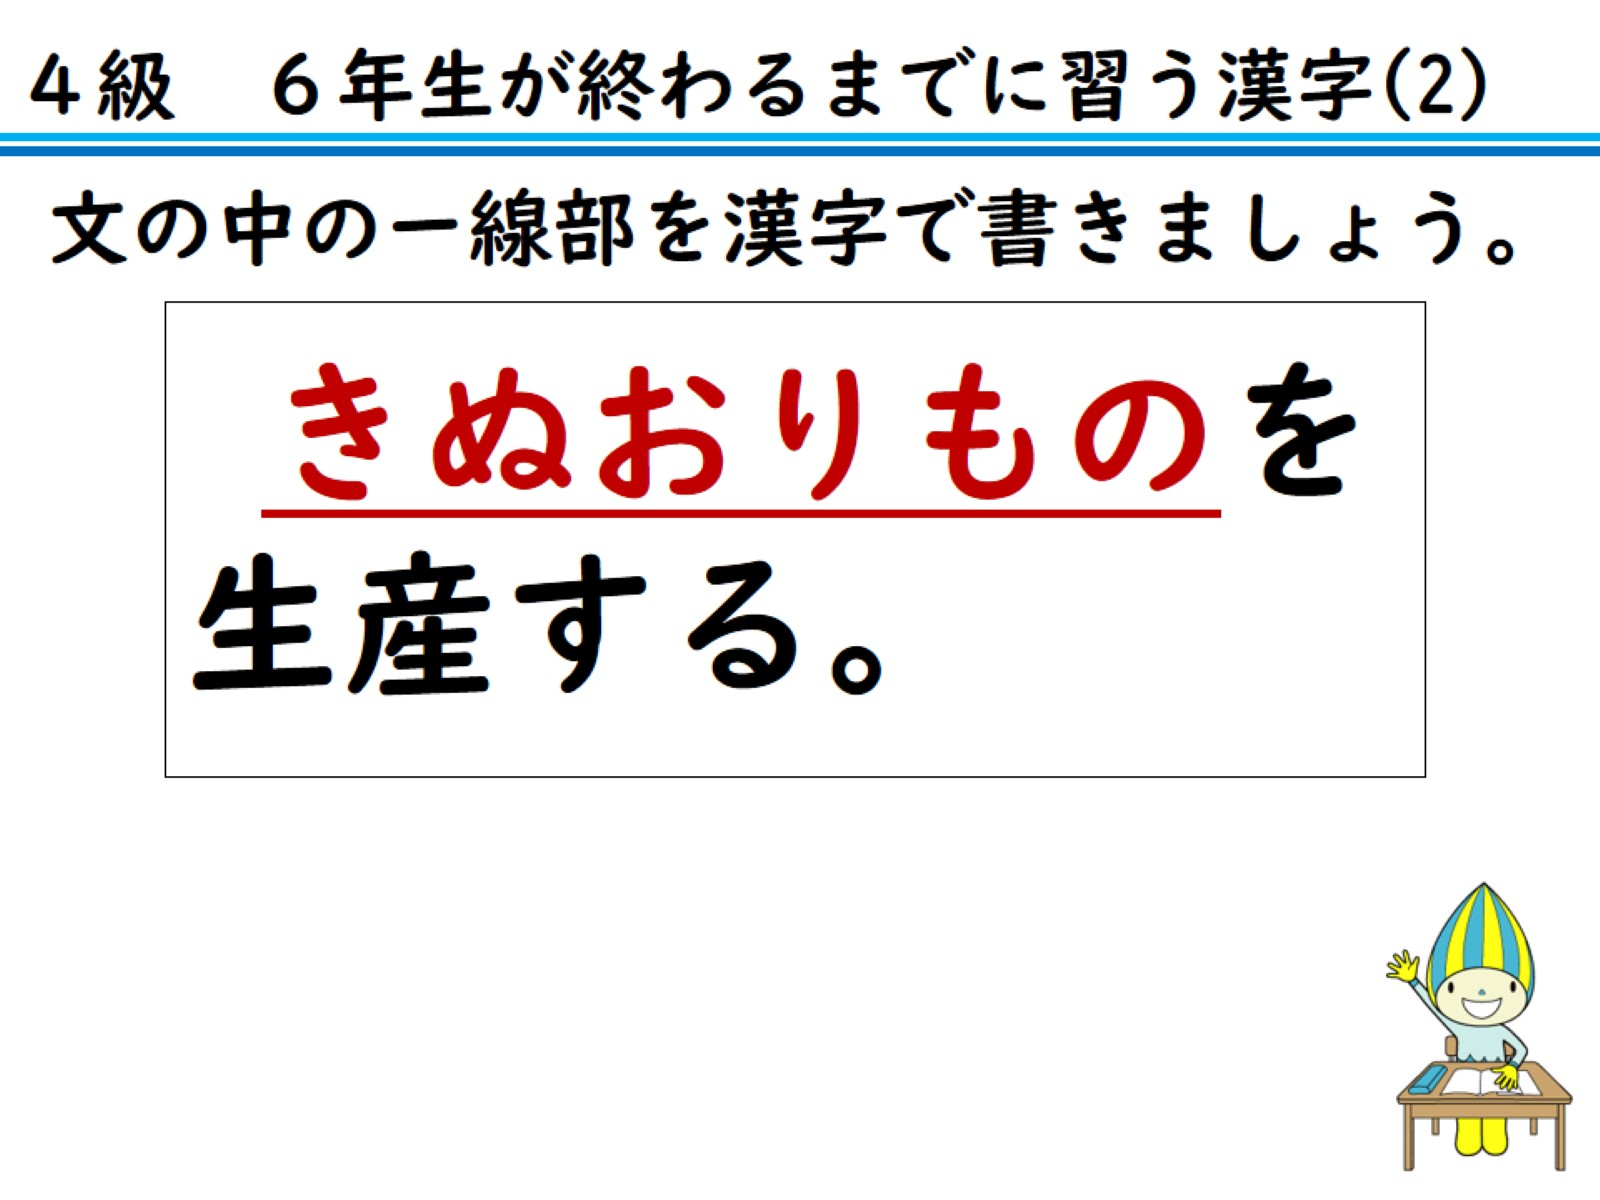 ４級　６年生が終わるまでに習う漢字(2)
文の中の―線部を漢字で書きましょう。
きぬおりものを
生産する。